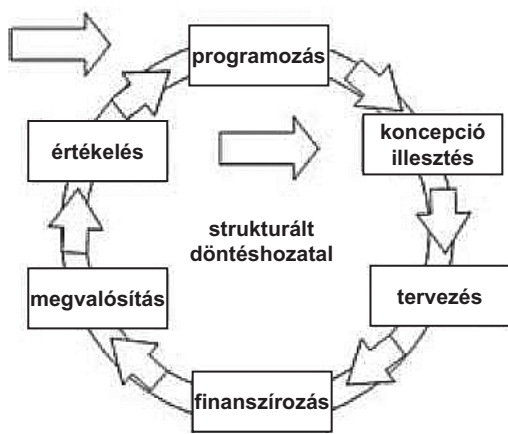 programozás
koncepció
illesztés
tervezés
finanszírozás
megvalósítás
értékelés
strukturált
döntéshozatal